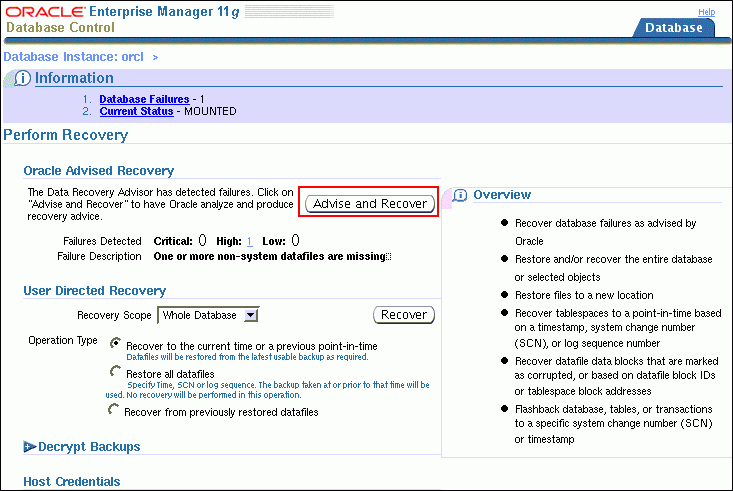 ORACLE Enterprise Manager 11g
Database Control
Help
Database
Database Instance: orcl >
Information
1. Database Failures - 1
2. Current Status - MOUNTED
Perform Recovery
Oracle Advised Recovery
The Data Recovery Advisor has detected failures. Click on
"Advise and Recover" to have Oracle analyze and produce
recovery advice.
Advise and Recover
Failures Detected Critical: 0 High: 1 Low: 0
Failure Description One or more non-system datafiles are missing
User Directed Recovery
Recovery Scope Whole Database
Recover
Operation Type
Recover to the current time or a previous point-in-time
Datafiles will be restored from the latest usable backup as required.
Restore all datafiles
Specify Time, SCN or log sequence. The backup taken at or prior to that time will be
used. No recovery will be performed in this operation.
Recover from previously restored datafiles
Decrypt Backups
Host Credentials
Overview
Recover database failures as advised by
Oracle
Restore and/or recover the entire database
or selected objects
Restore files to a new location
Recover tablespaces to a point-in-time based
on a timestamp, system change number
(SCN), or log sequence number
Recover datafile data blocks that are marked
as corrupted, or based on datafile block IDs
or tablespace block addresses
Flashback database, tables, or transactions
to a specific system change number (SCN)
or timestamp